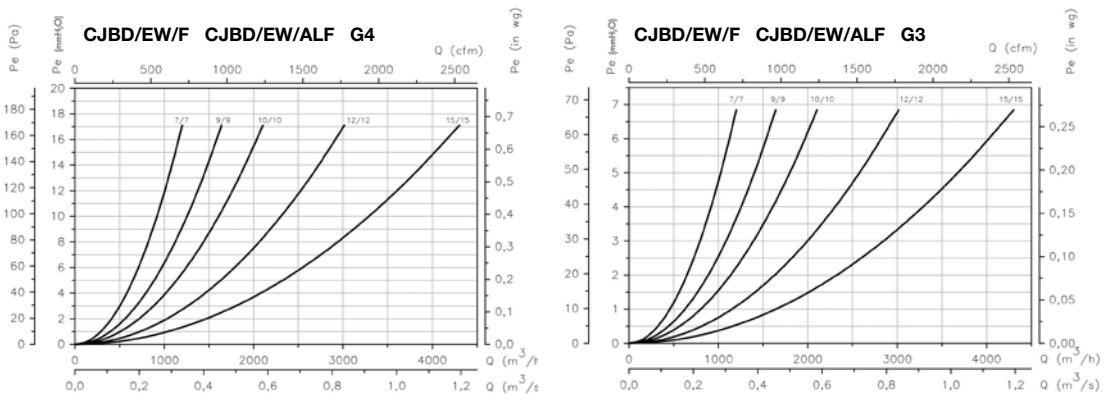 CJBD/EW/F CJBD/EW/ALF G4
Q (cfm)
0 500 1000 1500 2000 2500
Pe (Pa)
180
160
140
120
100
80
60
40
20
0
Pe (mmH₂O)
20
18
16
14
12
10
8
6
4
2
0
7/7 9/9 10/10 12/12 15/15
Pe (in wg)
0,7
0,6
0,5
0,4
0,3
0,2
0,1
0,0
0 1000 2000 3000 4000 Q (m³/h
0,0 0,2 0,4 0,6 0,8 1,0 1,2 Q (m³/s
CJBD/EW/F CJBD/EW/ALF G3
Q (cfm)
0 500 1000 1500 2000 2500
Pe (Pa)
70
60
50
40
30
20
10
0
Pe (mmH₂O)
7
6
5
4
3
2
1
0
7/7 9/9 10/10 12/12 15/15
Pe (in wg)
0,25
0,20
0,15
0,10
0,05
0,00
0 1000 2000 3000 4000 Q (m³/h)
0,0 0,2 0,4 0,6 0,8 1,0 1,2 Q (m³/s)